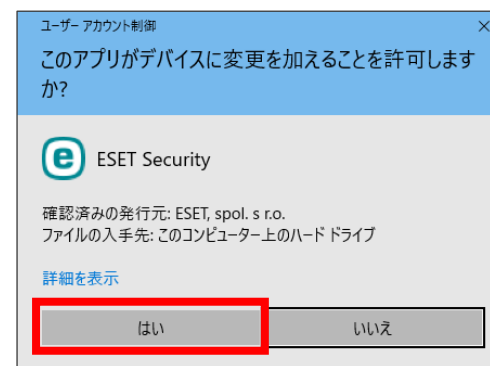 ユーザー アカウント制御
×
このアプリがデバイスに変更を加えることを許可します
か?
e ESET Security
確認済みの発行元: ESET, spol. s r.o.
ファイルの入手先: このコンピューター上のハード ドライブ
詳細を表示
はい
いいえ